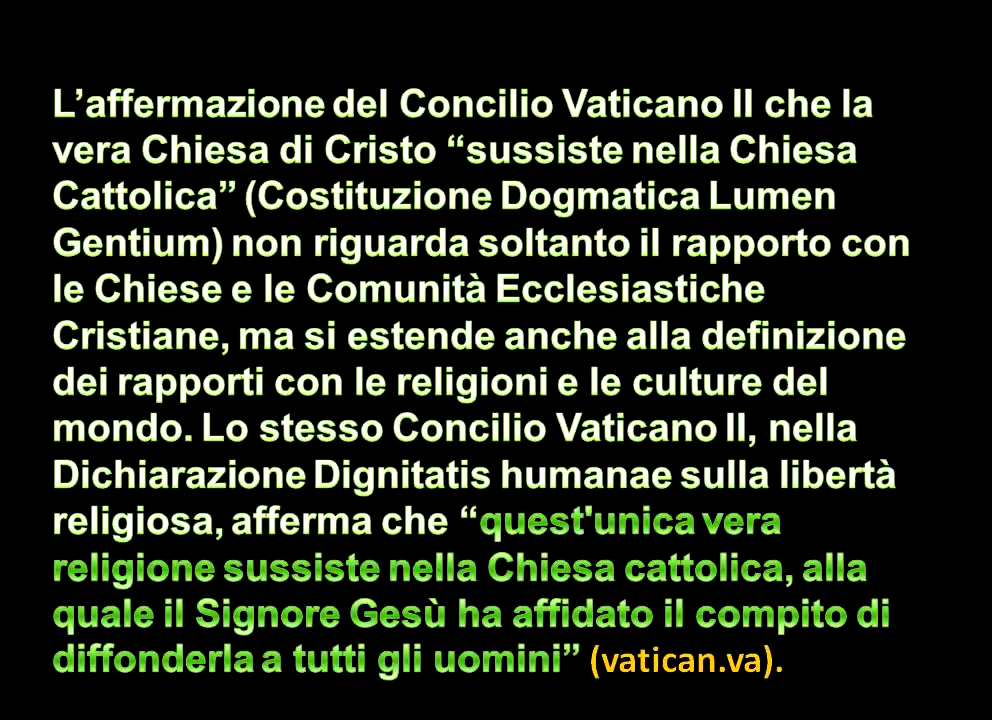 L’affermazione del Concilio Vaticano II che la
vera Chiesa di Cristo “sussiste nella Chiesa
Cattolica” (Costituzione Dogmatica Lumen
Gentium) non riguarda soltanto il rapporto con
le Chiese e le Comunità Ecclesiastiche
Cristiane, ma si estende anche alla definizione
dei rapporti con le religioni e le culture del
mondo. Lo stesso Concilio Vaticano II, nella
Dichiarazione Dignitatis humanae sulla libertà
religiosa, afferma che “quest'unica vera
religione sussiste nella Chiesa cattolica, alla
quale il Signore Gesù ha affidato il compito di
diffonderla a tutti gli uomini” (vatican.va).